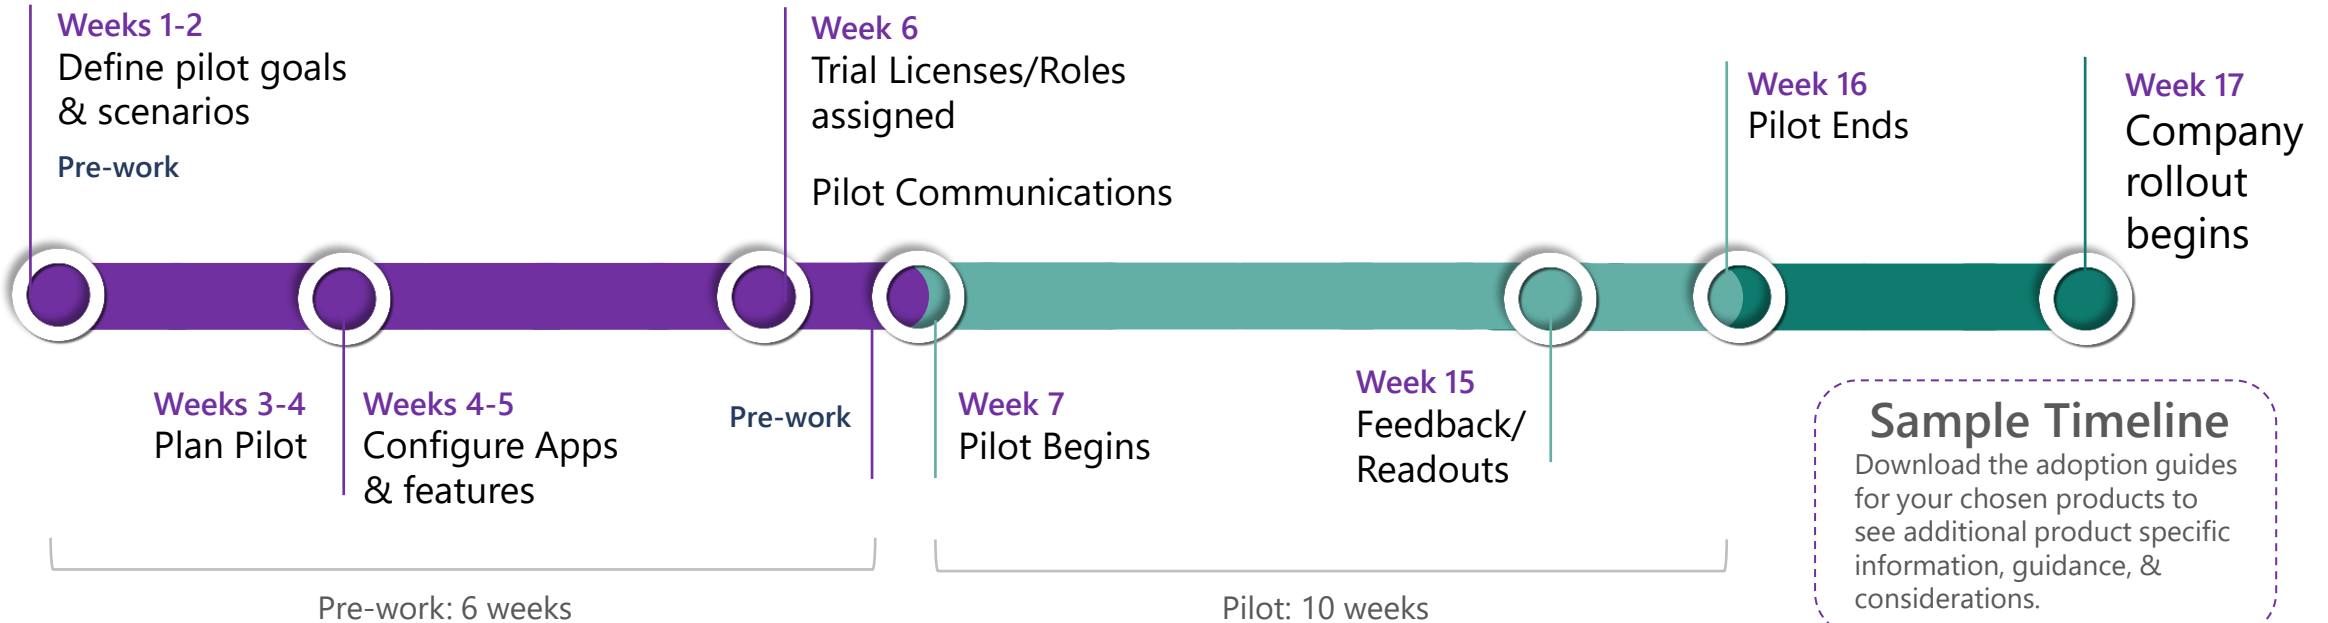 Weeks 1-2
Define pilot goals
& scenarios
Pre-work
Week 6
Trial Licenses/Roles
assigned
Pilot Communications
Week 16
Pilot Ends
Week 17
Company
rollout
begins
Weeks 3-4
Plan Pilot
Weeks 4-5
Configure Apps
& features
Pre-work
Week 7
Pilot Begins
Week 15
Feedback/
Readouts
Sample Timeline
Download the adoption guides
for your chosen products to
see additional product specific
information, guidance, &
considerations.
Pre-work: 6 weeks
Pilot: 10 weeks